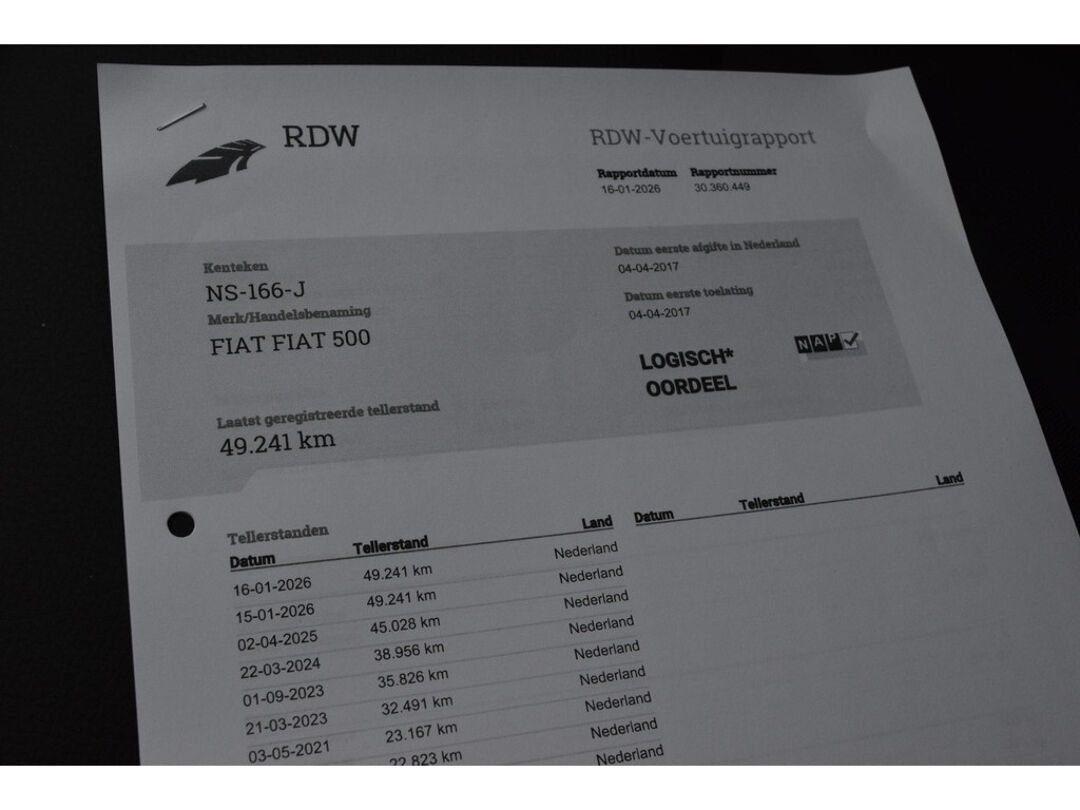 RDW
RDW-Voertuigrapport
Rapportdatum Rapportnummer
16-01-2026 30.360.449
Kenteken
NS-166-J
Merk/Handelsbenaming
FIAT FIAT 500
Laatst geregistreerde tellerstand
49.241 km
Datum eerste afgifte in Nederland
04-04-2017
Datum eerste toelating
04-04-2017
LOGISCH*
OORDEEL
NAP
Tellerstanden
Datum Tellerstand Land Datum Tellerstand Land
16-01-2026 49.241 km Nederland
15-01-2026 49.241 km Nederland
02-04-2025 45.028 km Nederland
22-03-2024 38.956 km Nederland
01-09-2023 35.826 km Nederland
21-03-2023 32.491 km Nederland
03-05-2021 23.167 km Nederland
22.823 km Nederland
Nederland